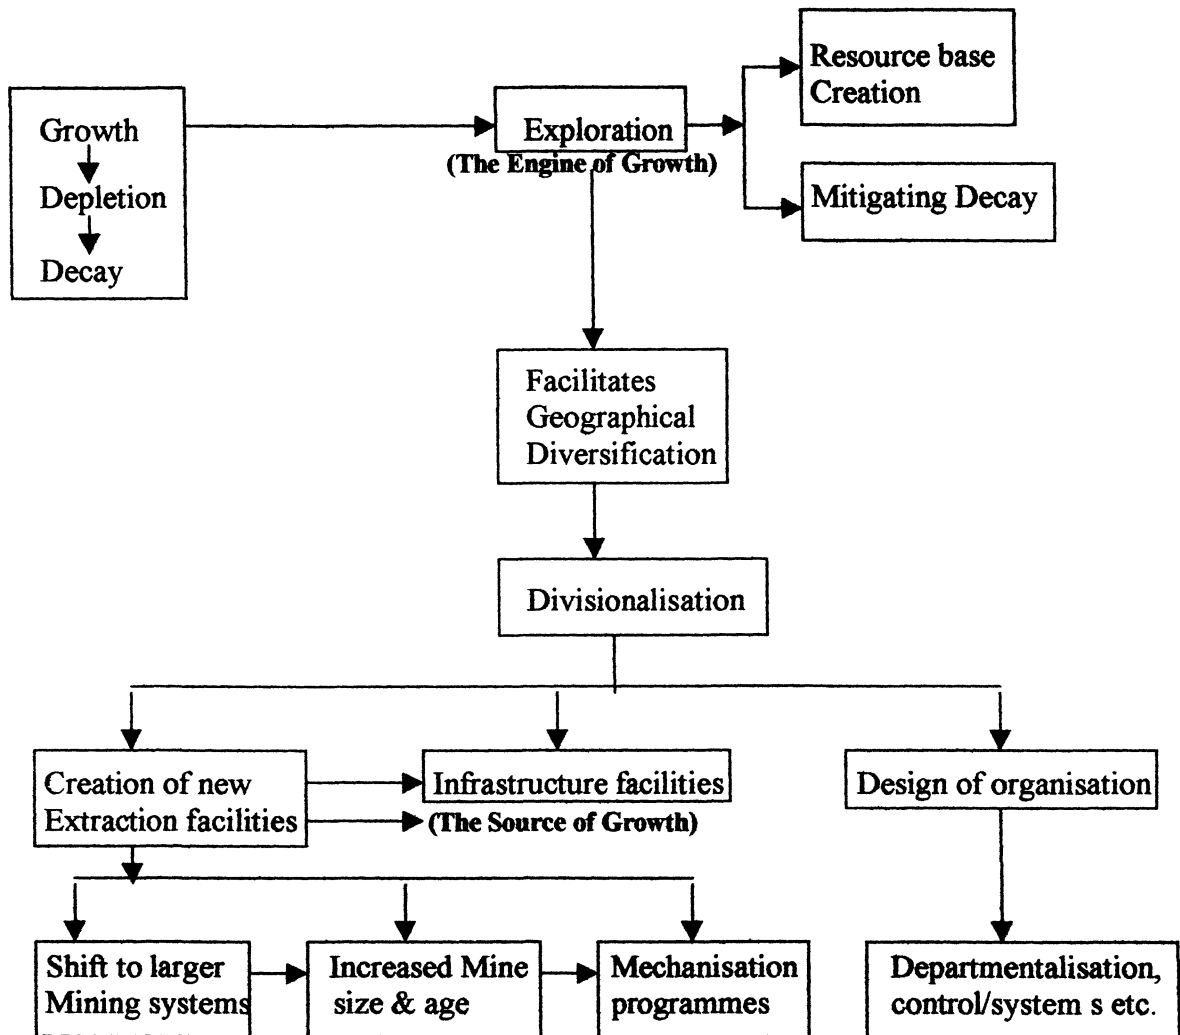 Resource base
Creation
Growth
Exploration
(The Engine of Growth)
Depletion
Mitigating Decay
Decay
Facilitates
Geographical
Diversification
Divisionalisation
Creation of new
Extraction facilities
Infrastructure facilities
(The Source of Growth)
Design of organisation
Shift to larger
Mining systems
Increased Mine
size & age
Mechanisation
programmes
Departmentalisation,
control/system s etc.